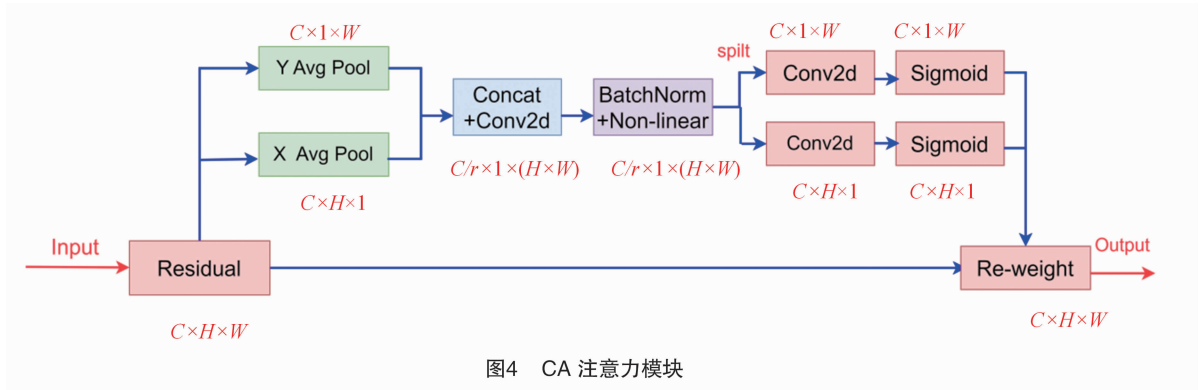 C×1×W
Y Avg Pool
X Avg Pool
C×H×1
Concat
+Conv2d
C/r×1×(H×W)
BatchNorm
+Non-linear
C/r×1×(H×W)
spilt
C×1×W
C×1×W
Conv2d
Sigmoid
Conv2d
Sigmoid
C×H×1
C×H×1
Input
Residual
C×H×W
Re-weight
Output
C×H×W
图4 CA 注意力模块